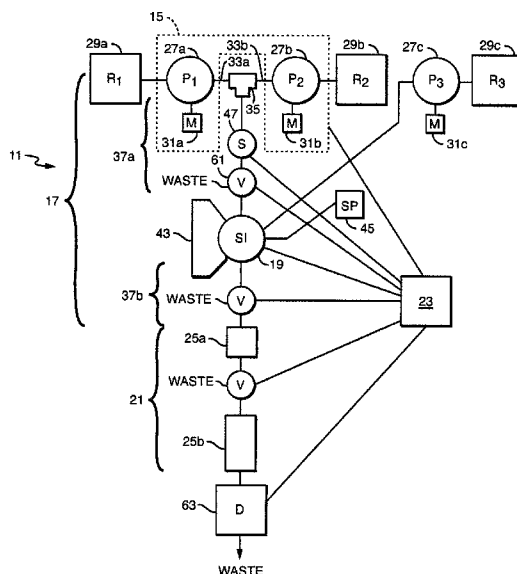 15
29a
27a
33a
33b
27b
29b
27c
29c
R1
P1
P2
R2
P3
R3
35
M
M
M
31a
47
31b
31c
37a
S
11
61
17
WASTE
V
SP
43
SI
45
19
23
37b
WASTE
V
25a
21
WASTE
V
25b
63
D
WASTE